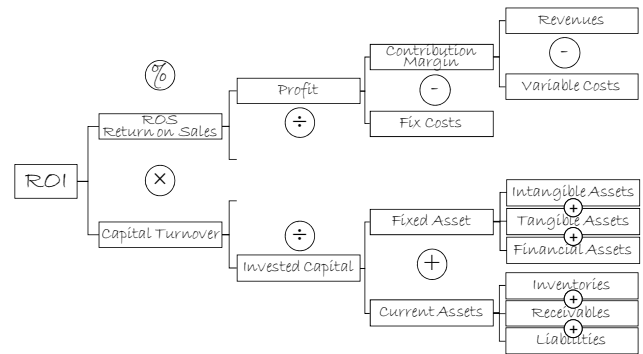 Revenues
Contribution
Margin
-
%
-
Profit
Variable Costs
ROS
Return on Sales
÷
Fix Costs
ROI
×
Intangible Assets
+
Capital Turnover
÷
Fixed Asset
Tangible Assets
+
Invested Capital
+
Financial Assets
Inventories
+
Current Assets
Receivables
+
Liabilities